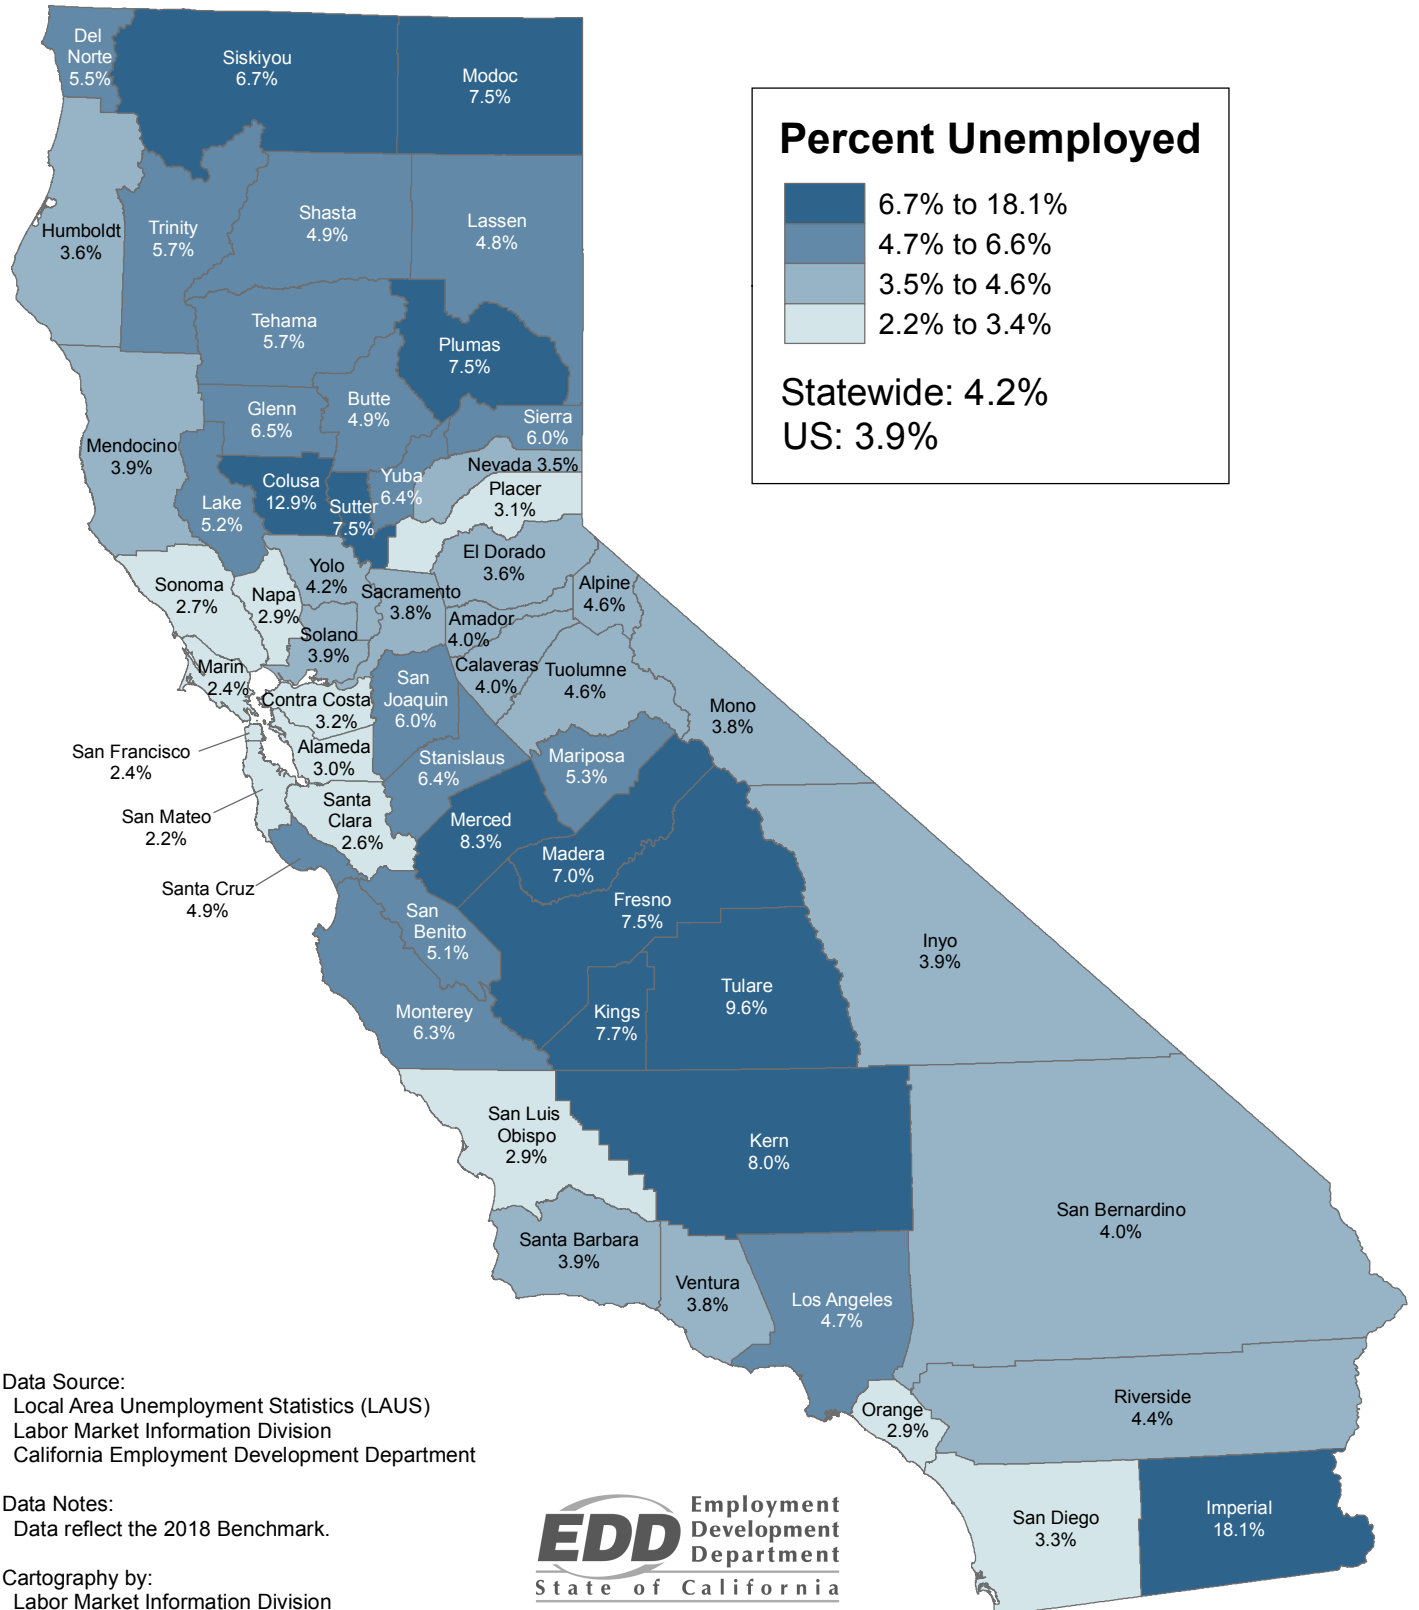 Del
Norte
5.5%
Siskiyou
6.7%
Modoc
7.5%
Percent Unemployed
6.7% to 18.1%
4.7% to 6.6%
3.5% to 4.6%
2.2% to 3.4%
Statewide: 4.2%
US: 3.9%
Humboldt
3.6%
Trinity
5.7%
Shasta
4.9%
Lassen
4.8%
Tehama
5.7%
Plumas
7.5%
Glenn
6.5%
Butte
4.9%
Sierra
6.0%
Mendocino
3.9%
Lake
5.2%
Colusa
12.9%
Sutter
7.5%
Yuba
6.4%
Nevada 3.5%
Placer
3.1%
Sonoma
2.7%
Napa
2.9%
Yolo
4.2%
Sacramento
3.8%
El Dorado
3.6%
Alpine
4.6%
Solano
3.9%
Amador
4.0%
Marin
2.4%
Calaveras
4.0%
Tuolumne
4.6%
Contra Costa
3.2%
San
Joaquin
6.0%
Mono
3.8%
San Francisco
2.4%
Alameda
3.0%
Stanislaus
6.4%
Mariposa
5.3%
San Mateo
2.2%
Santa
Clara
2.6%
Merced
8.3%
Madera
7.0%
Santa Cruz
4.9%
San
Benito
5.1%
Fresno
7.5%
Inyo
3.9%
Monterey
6.3%
Kings
7.7%
Tulare
9.6%
San Luis
Obispo
2.9%
Kern
8.0%
San Bernardino
4.0%
Santa Barbara
3.9%
Ventura
3.8%
Los Angeles
4.7%
Orange
2.9%
Riverside
4.4%
San Diego
3.3%
Imperial
18.1%
Data Source:
Local Area Unemployment Statistics (LAUS)
Labor Market Information Division
California Employment Development Department
Data Notes:
Data reflect the 2018 Benchmark.
Cartography by:
Labor Market Information Division
EDD
Employment
Development
Department
State of California